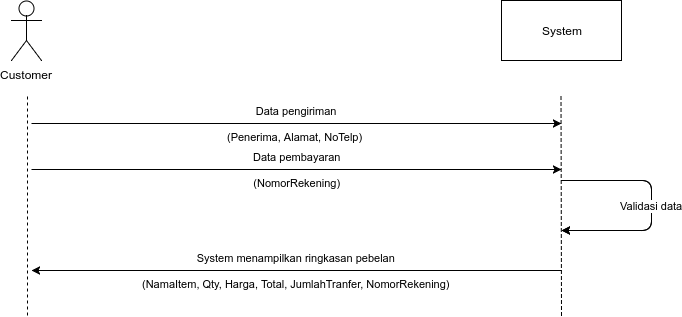 System
Customer
Data pengiriman
(Penerima, Alamat, NoTelp)
Data pembayaran
(NomorRekening)
Validasi data
System menampilkan ringkasan pebelan
(NamaItem, Qty, Harga, Total, JumlahTranfer, NomorRekening)